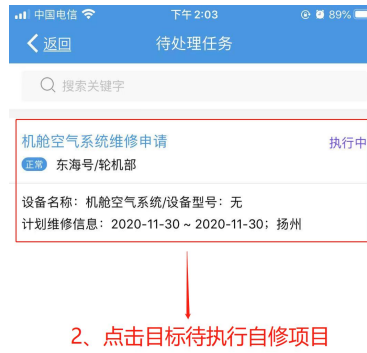 中国电信 下午2:03 89%
返回 待处理任务
搜索关键字
机舱空气系统维修申请 执行中
正常 东海号/轮机部
设备名称：机舱空气系统/设备型号：无
计划维修信息：2020-11-30 ~ 2020-11-30；扬州
2、点击目标待执行自修项目